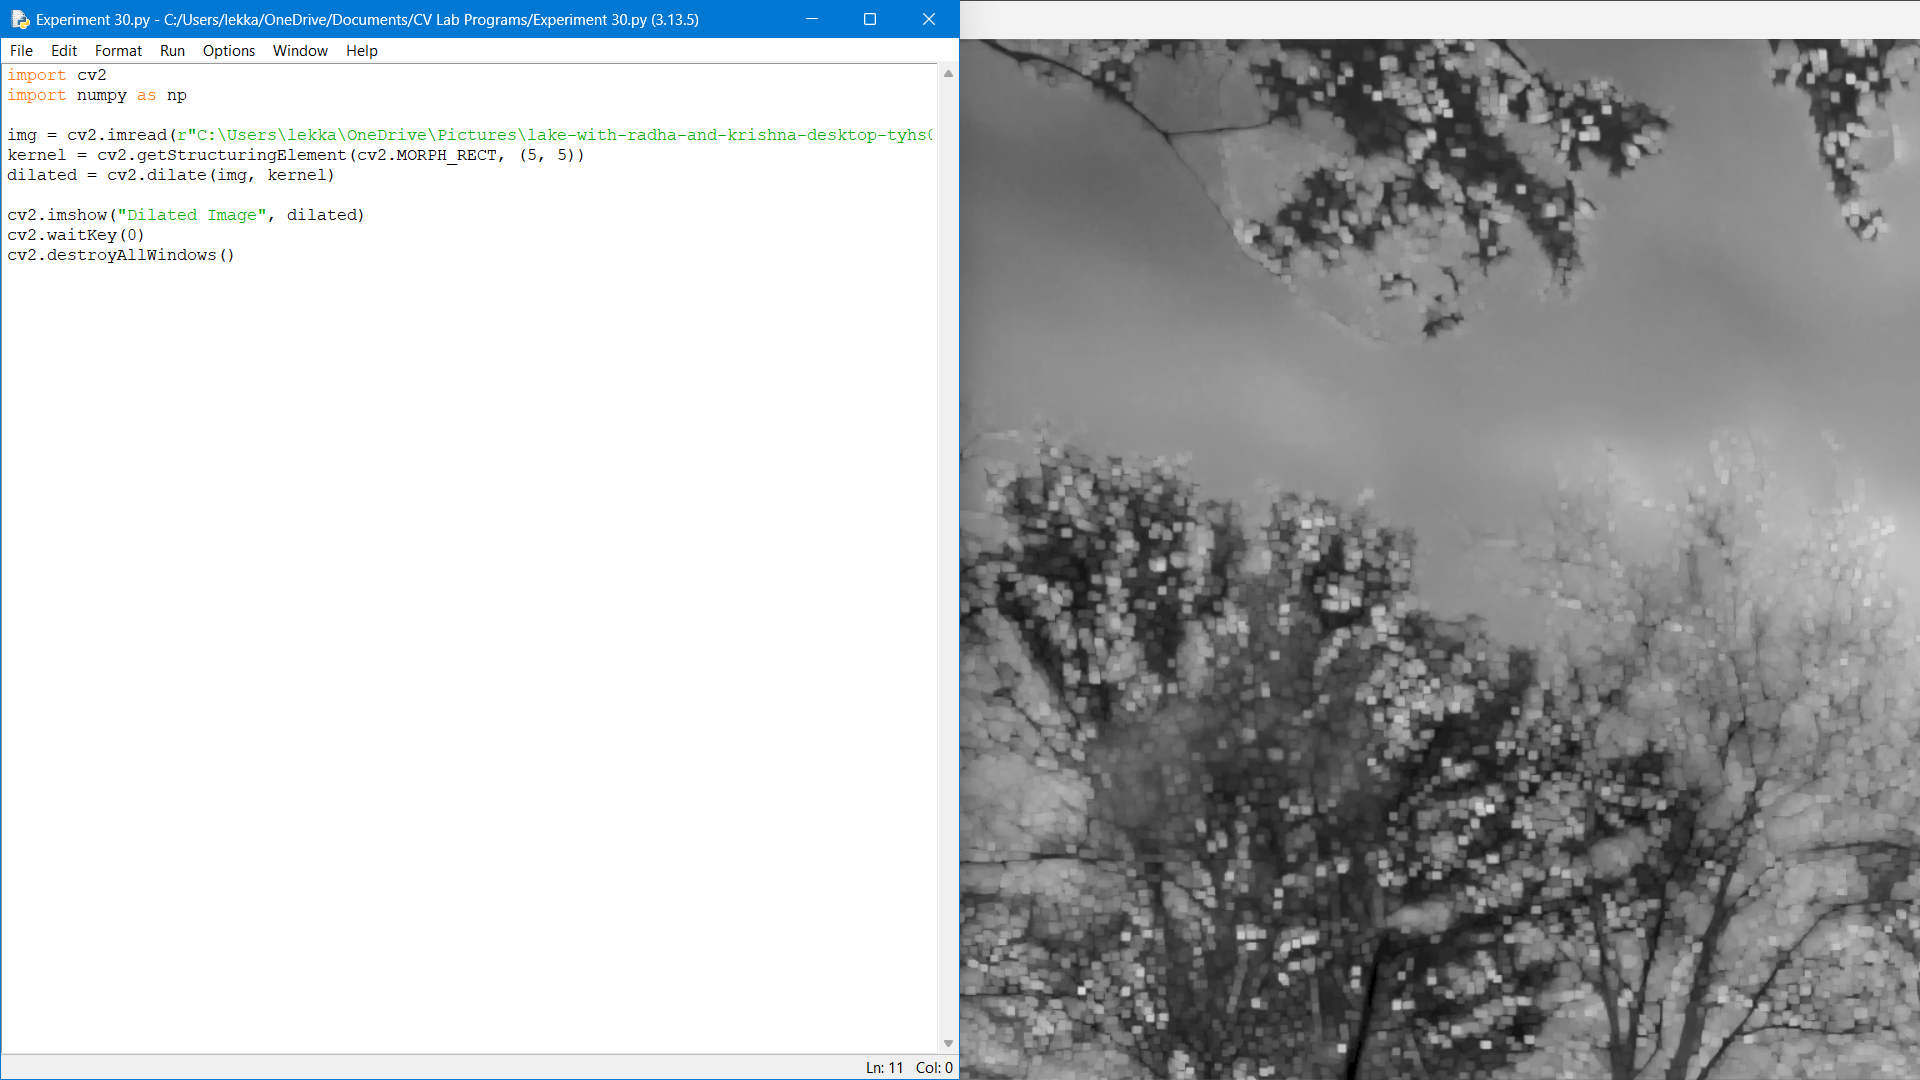 Experiment 30.py - C:/Users/lekka/OneDrive/Documents/CV Lab Programs/Experiment 30.py (3.13.5)
File Edit Format Run Options Window Help
import cv2
import numpy as np
img = cv2.imread(r"C:\Users\lekka\OneDrive\Pictures\lake-with-radha-and-krishna-desktop-tyhs
kernel = cv2.getStructuringElement(cv2.MORPH_RECT, (5, 5))
dilated = cv2.dilate(img, kernel)
cv2.imshow("Dilated Image", dilated)
cv2.waitKey(0)
cv2.destroyAllWindows()
Ln: 11 Col: 0